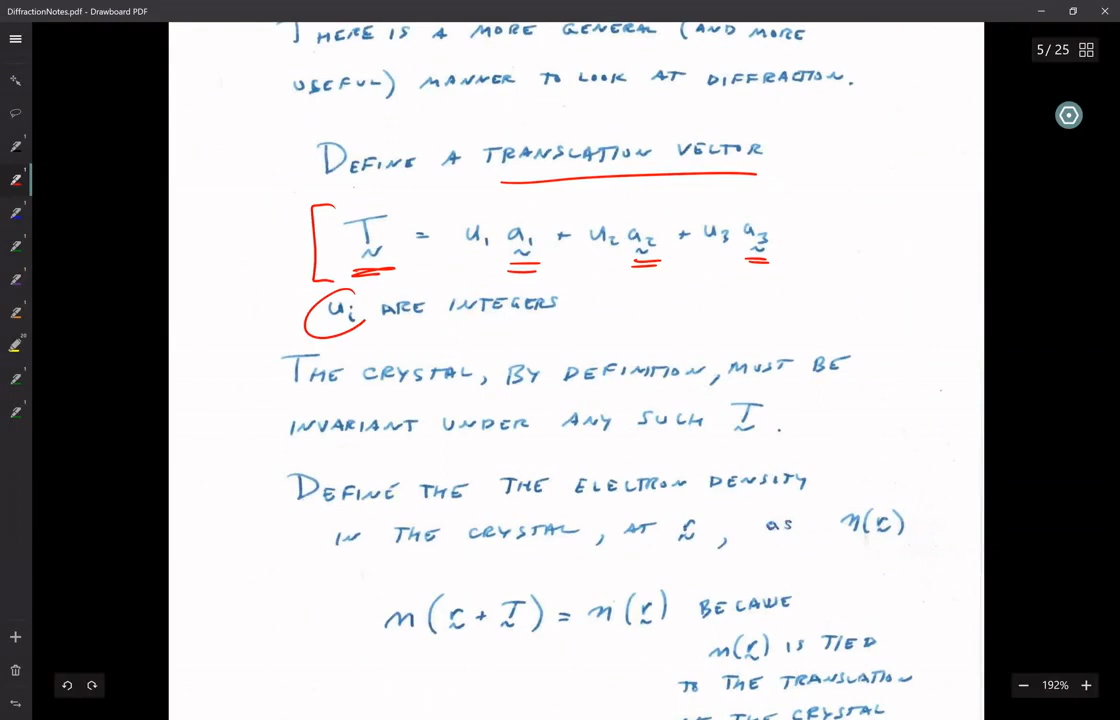 DiffractionNotes.pdf - Drawboard PDF
5 / 25
THERE IS A MORE GENERAL (AND MORE
USEFUL) MANNER TO LOOK AT DIFFRACTION.
DEFINE A TRANSLATION VECTOR
T = u₁ a₁ + u₂ a₂ + u₃ a₃
uᵢ ARE INTEGERS
THE CRYSTAL, BY DEFINITION, MUST BE
INVARIANT UNDER ANY SUCH T.
DEFINE THE THE ELECTRON DENSITY
IN THE CRYSTAL, AT r, as n(r)
n(r + T) = n(r) BECAUSE
n(r) IS TIED
TO THE TRANSLATION
OF THE CRYSTAL
192%